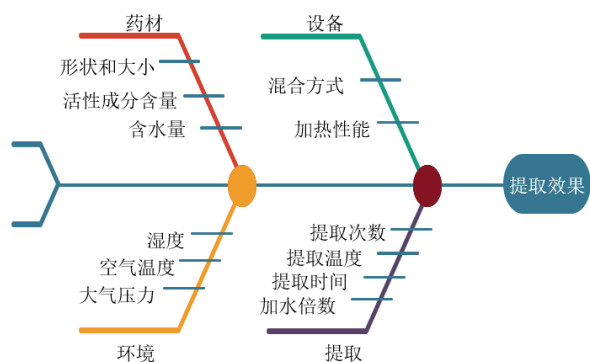 药材
形状和大小
活性成分含量
含水量
设备
混合方式
加热性能
提取效果
湿度
空气温度
大气压力
环境
提取次数
提取温度
提取时间
加水倍数
提取